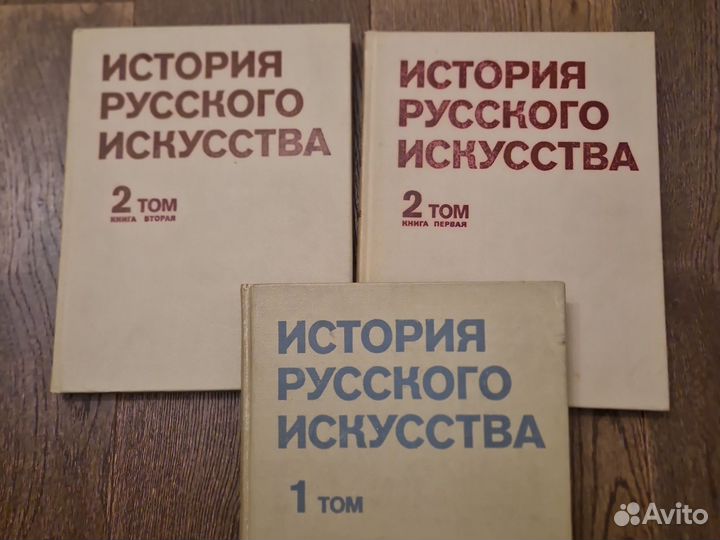 ИСТОРИЯ
РУССКОГО
ИСКУССТВА
2 ТОМ
КНИГА ВТОРАЯ
ИСТОРИЯ
РУССКОГО
ИСКУССТВА
2 ТОМ
КНИГА ПЕРВАЯ
ИСТОРИЯ
РУССКОГО
ИСКУССТВА
1 ТОМ
Avito